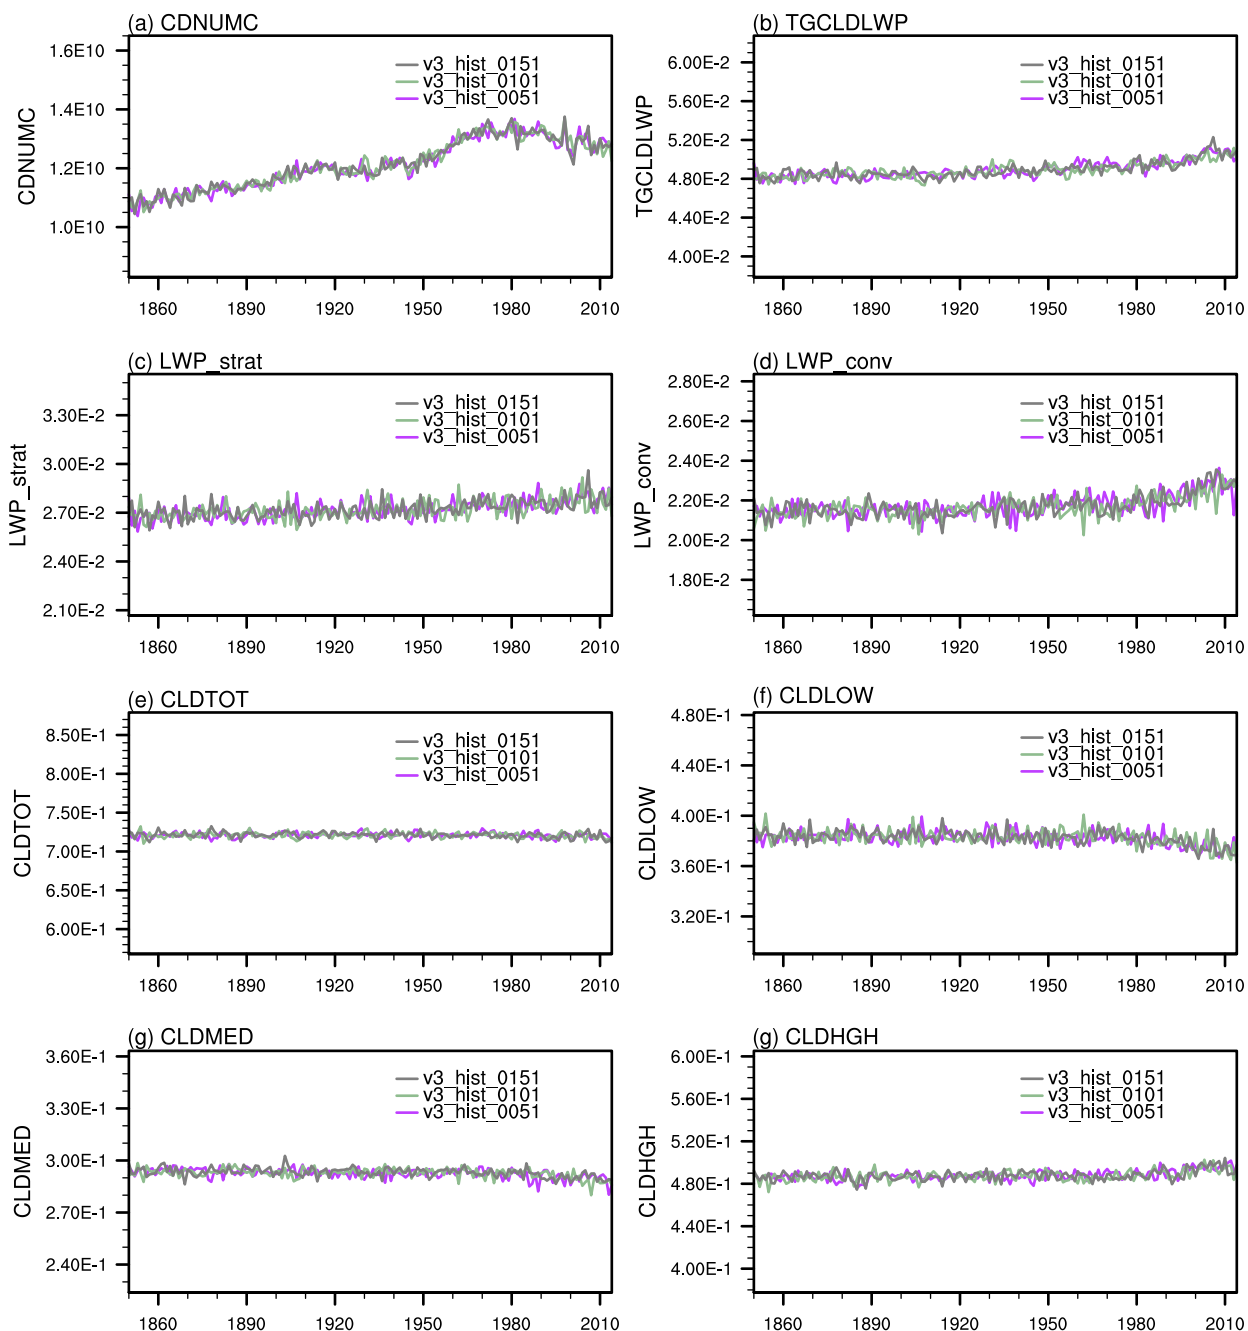 (a) CDNUMC
1.6E10
1.4E10
1.2E10
1.0E10
CDNUMC
v3_hist_0151
v3_hist_0101
v3_hist_0051
1860 1890 1920 1950 1980 2010
(b) TGCLDLWP
6.00E-2
5.60E-2
5.20E-2
4.80E-2
4.40E-2
4.00E-2
TGCLDLWP
v3_hist_0151
v3_hist_0101
v3_hist_0051
1860 1890 1920 1950 1980 2010
(c) LWP_strat
3.30E-2
3.00E-2
2.70E-2
2.40E-2
2.10E-2
LWP_strat
v3_hist_0151
v3_hist_0101
v3_hist_0051
1860 1890 1920 1950 1980 2010
(d) LWP_conv
2.80E-2
2.60E-2
2.40E-2
2.20E-2
2.00E-2
1.80E-2
LWP_conv
v3_hist_0151
v3_hist_0101
v3_hist_0051
1860 1890 1920 1950 1980 2010
(e) CLDTOT
8.50E-1
8.00E-1
7.50E-1
7.00E-1
6.50E-1
6.00E-1
CLDTOT
v3_hist_0151
v3_hist_0101
v3_hist_0051
1860 1890 1920 1950 1980 2010
(f) CLDLOW
4.80E-1
4.40E-1
4.00E-1
3.60E-1
3.20E-1
CLDLOW
v3_hist_0151
v3_hist_0101
v3_hist_0051
1860 1890 1920 1950 1980 2010
(g) CLDMED
3.60E-1
3.30E-1
3.00E-1
2.70E-1
2.40E-1
CLDMED
v3_hist_0151
v3_hist_0101
v3_hist_0051
1860 1890 1920 1950 1980 2010
(g) CLDHGH
6.00E-1
5.60E-1
5.20E-1
4.80E-1
4.40E-1
4.00E-1
CLDHGH
v3_hist_0151
v3_hist_0101
v3_hist_0051
1860 1890 1920 1950 1980 2010